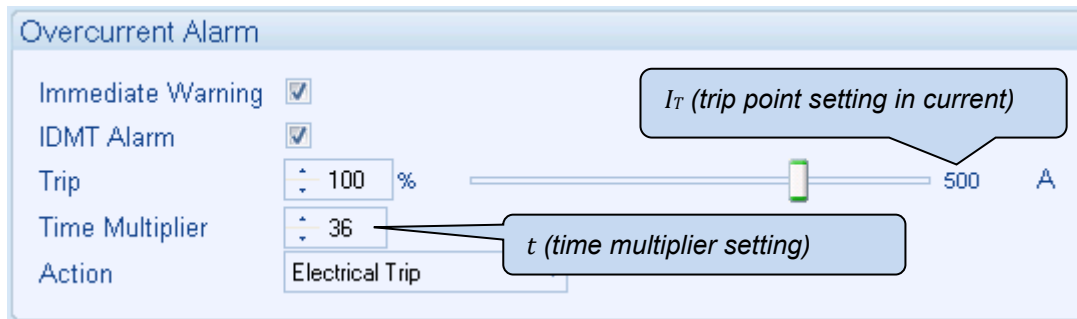 Overcurrent Alarm
Immediate Warning
I_T (trip point setting in current)
IDMT Alarm
Trip 100 % 500 A
Time Multiplier 36
t (time multiplier setting)
Action Electrical Trip